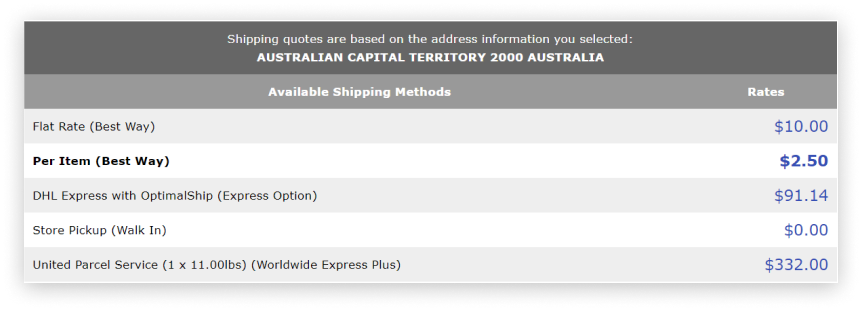 Shipping quotes are based on the address information you selected:
AUSTRALIAN CAPITAL TERRITORY 2000 AUSTRALIA
Available Shipping Methods Rates
Flat Rate (Best Way) $10.00
Per Item (Best Way) $2.50
DHL Express with OptimalShip (Express Option) $91.14
Store Pickup (Walk In) $0.00
United Parcel Service (1 x 11.00lbs) (Worldwide Express Plus) $332.00